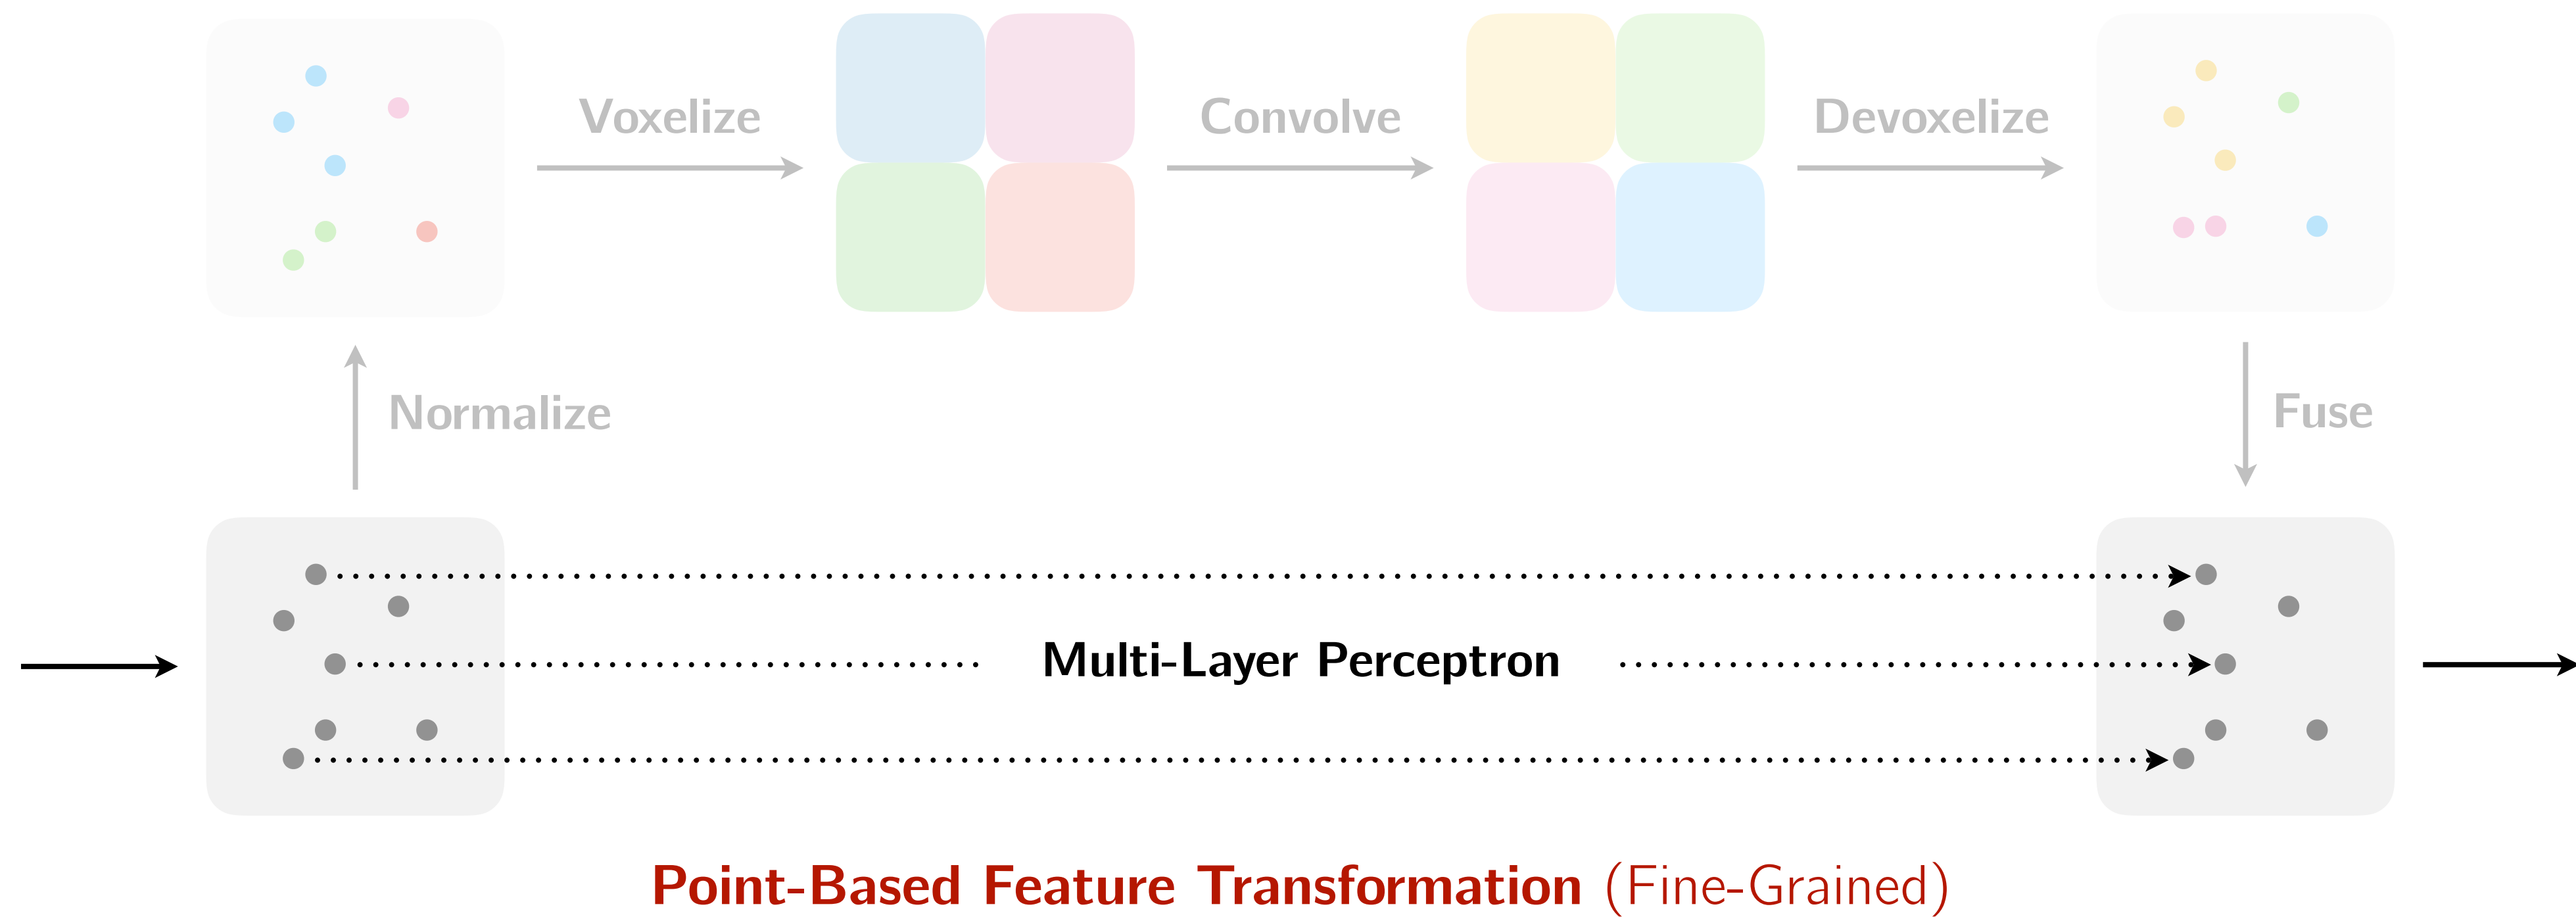 Voxelize
Convolve
Devoxelize
Normalize
Fuse
Multi-Layer Perceptron
Point-Based Feature Transformation (Fine-Grained)